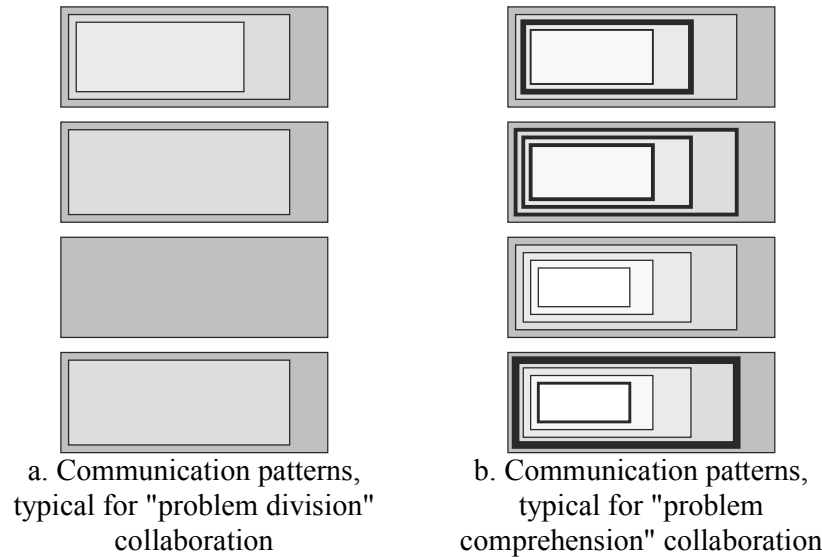 a. Communication patterns,
typical for "problem division"
collaboration
b. Communication patterns,
typical for "problem
comprehension" collaboration